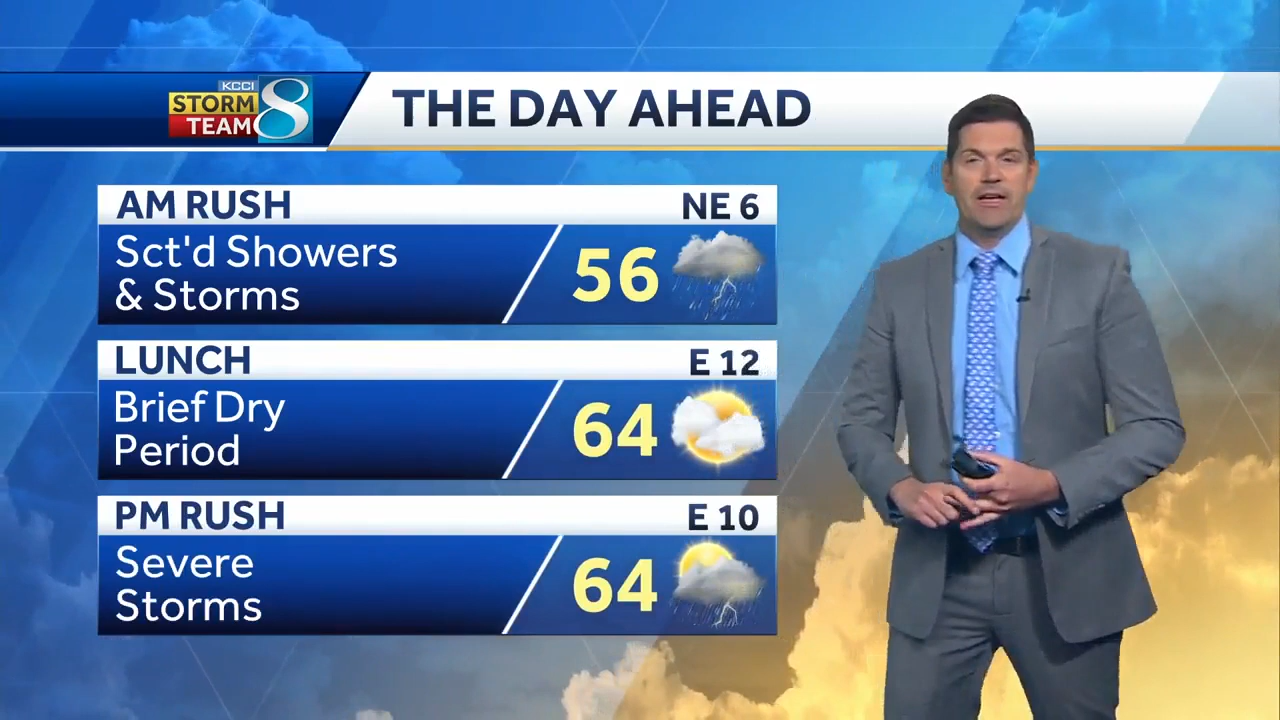 KCCI
STORM
TEAM
8
THE DAY AHEAD
AM RUSH NE 6
Sct'd Showers
& Storms
56
LUNCH E 12
Brief Dry
Period
64
PM RUSH E 10
Severe
Storms
64